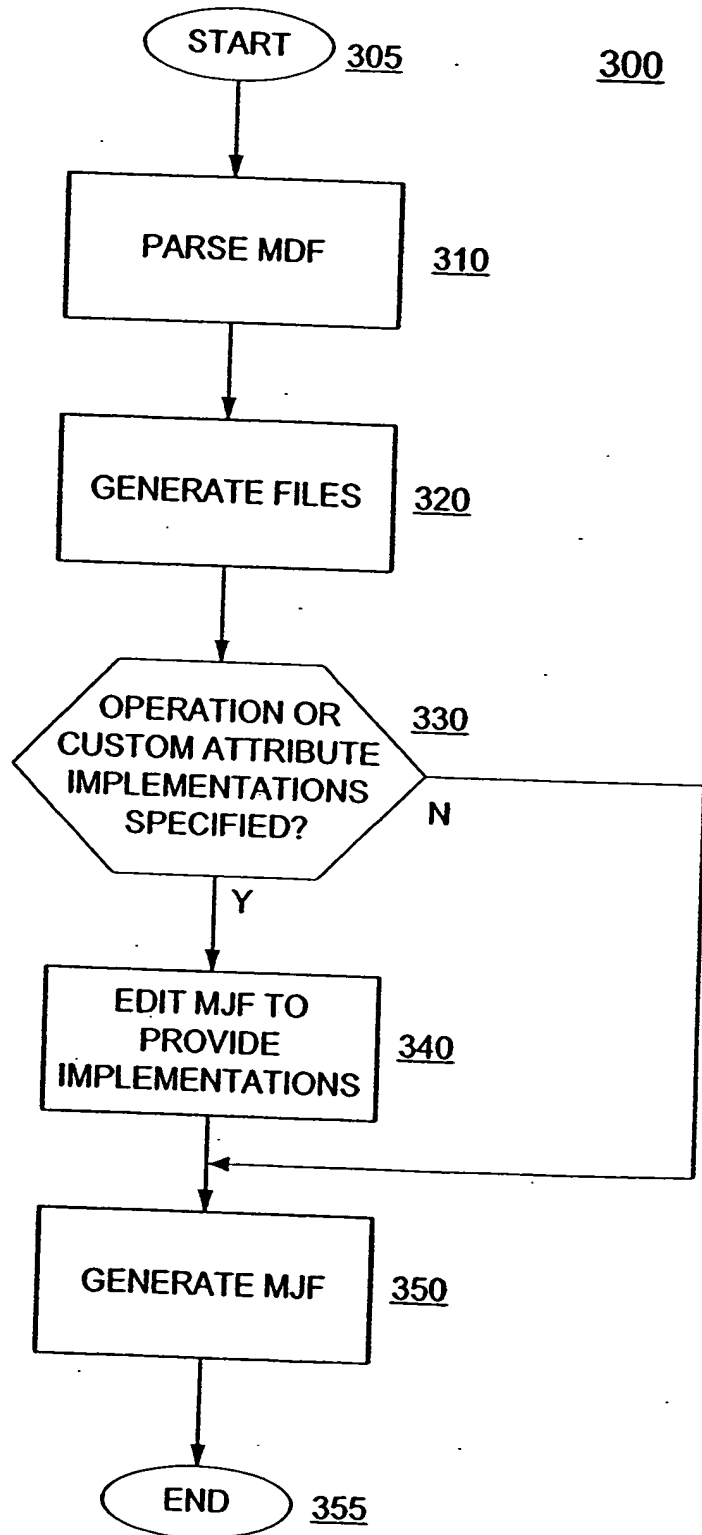 START
305
300
PARSE MDF
310
GENERATE FILES
320
OPERATION OR
CUSTOM ATTRIBUTE
IMPLEMENTATIONS
SPECIFIED?
330
N
Y
EDIT MJF TO
PROVIDE
IMPLEMENTATIONS
340
GENERATE MJF
350
END
355